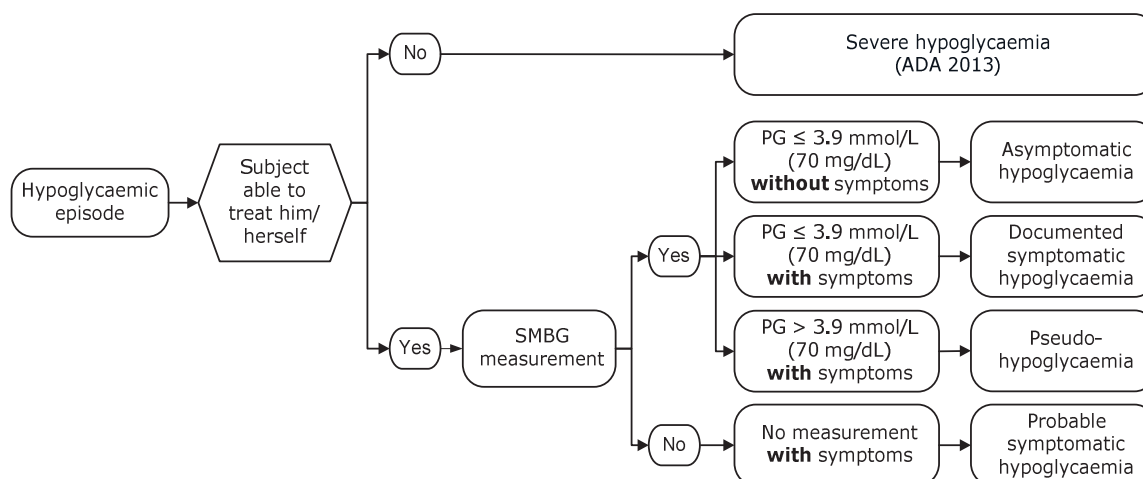 No
Severe hypoglycaemia
(ADA 2013)
Hypoglycaemic
episode
Subject
able to
treat him/
herself
Yes
SMBG
measurement
Yes
PG ≤ 3.9 mmol/L
(70 mg/dL)
without symptoms
Asymptomatic
hypoglycaemia
PG ≤ 3.9 mmol/L
(70 mg/dL)
with symptoms
Documented
symptomatic
hypoglycaemia
PG > 3.9 mmol/L
(70 mg/dL)
with symptoms
Pseudo-
hypoglycaemia
No
No measurement
with symptoms
Probable
symptomatic
hypoglycaemia